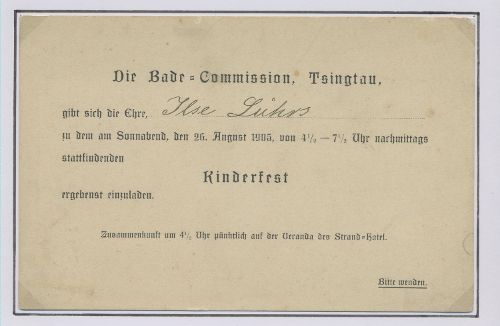 Die Bade-Commission, Tsingtau,
gibt sich die Ehre, Ilse Lührs
zu dem am Sonnabend, den 26. August 1905, von 4½ — 7½ Uhr nachmittags
stattfindenden
Kinderfest
ergebenst einzuladen.
Zusammenkunft um 4½ Uhr pünktlich auf der Veranda des Strand-Hotel.
Bitte wenden.